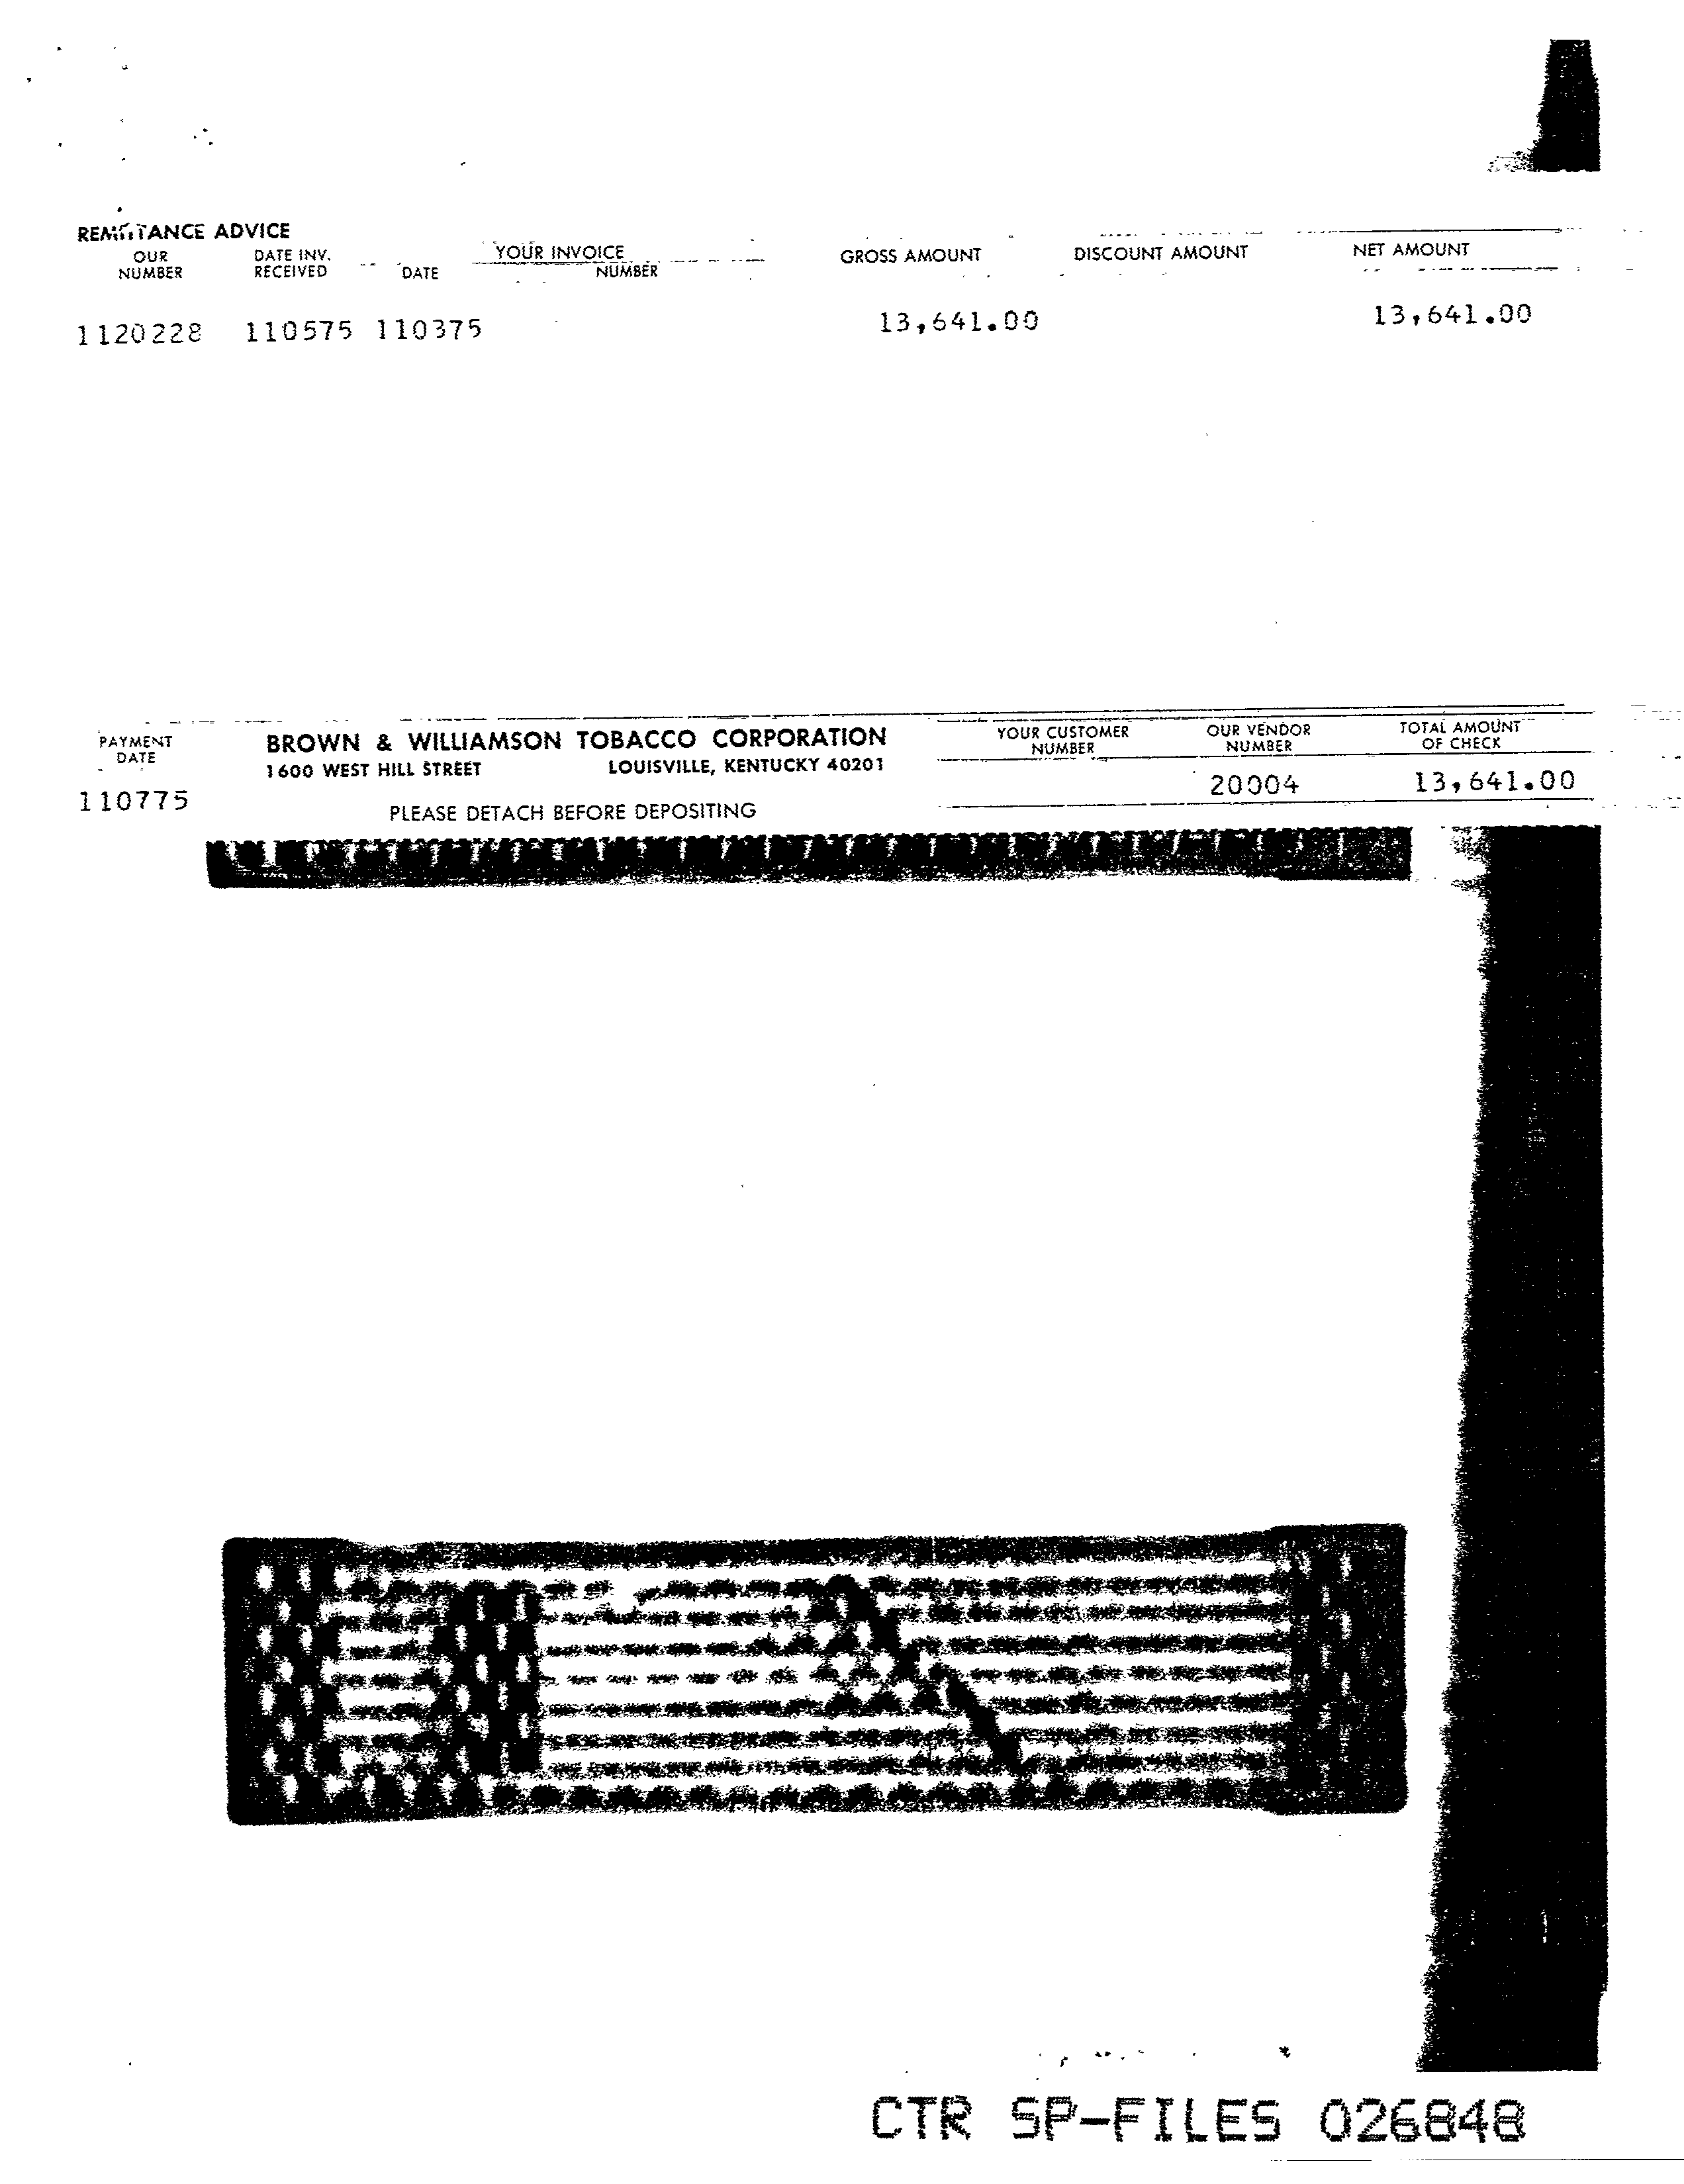 REMITTANCE ADVICE
OUR NUMBER DATE INV. RECEIVED DATE YOUR INVOICE NUMBER GROSS AMOUNT DISCOUNT AMOUNT NET AMOUNT
1120228 110575 110375 13,641.00 13,641.00
PAYMENT DATE
110775
BROWN & WILLIAMSON TOBACCO CORPORATION
1600 WEST HILL STREET LOUISVILLE, KENTUCKY 40201
PLEASE DETACH BEFORE DEPOSITING
YOUR CUSTOMER NUMBER OUR VENDOR NUMBER TOTAL AMOUNT OF CHECK
20004 13,641.00
CTR SP-FILES 026848